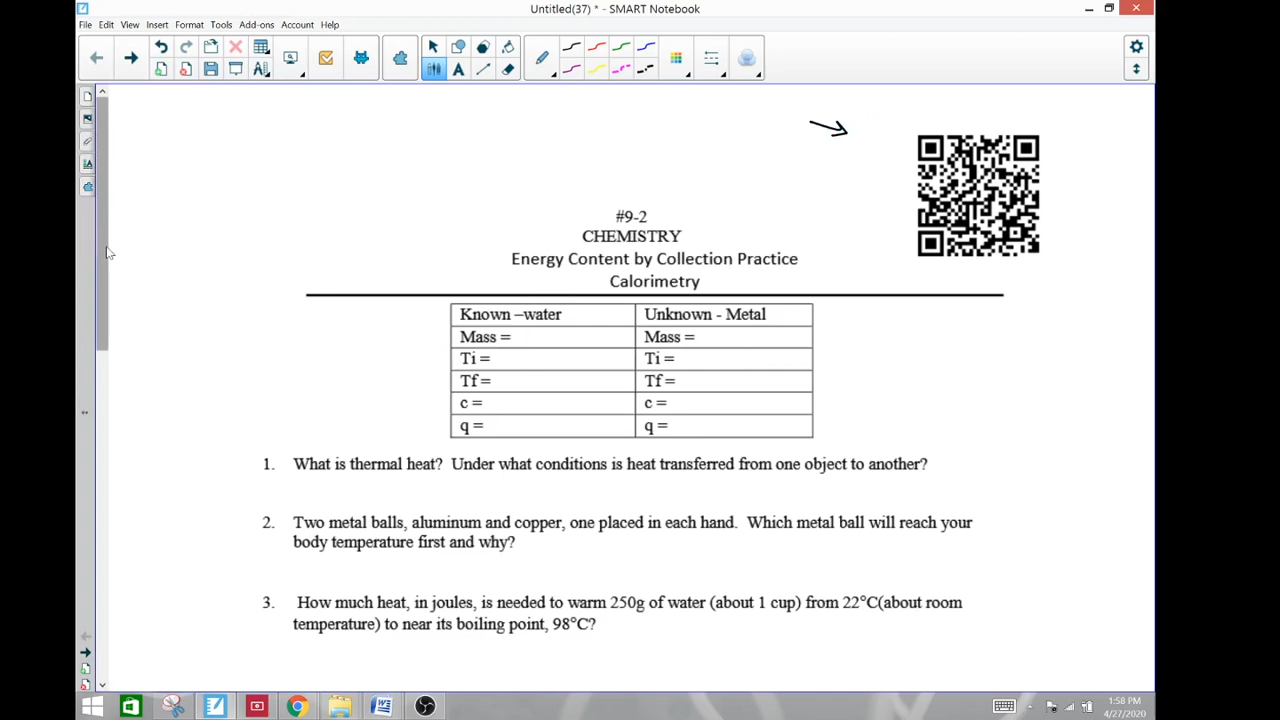 Untitled(37) * - SMART Notebook
File Edit View Insert Format Tools Add-ons Account Help
#9-2
CHEMISTRY
Energy Content by Collection Practice
Calorimetry
Known –water Unknown - Metal
Mass = Mass =
Ti = Ti =
Tf = Tf =
c = c =
q = q =
1. What is thermal heat? Under what conditions is heat transferred from one object to another?
2. Two metal balls, aluminum and copper, one placed in each hand. Which metal ball will reach your
body temperature first and why?
3. How much heat, in joules, is needed to warm 250g of water (about 1 cup) from 22°C(about room
temperature) to near its boiling point, 98°C?
1:58 PM
4/27/2020